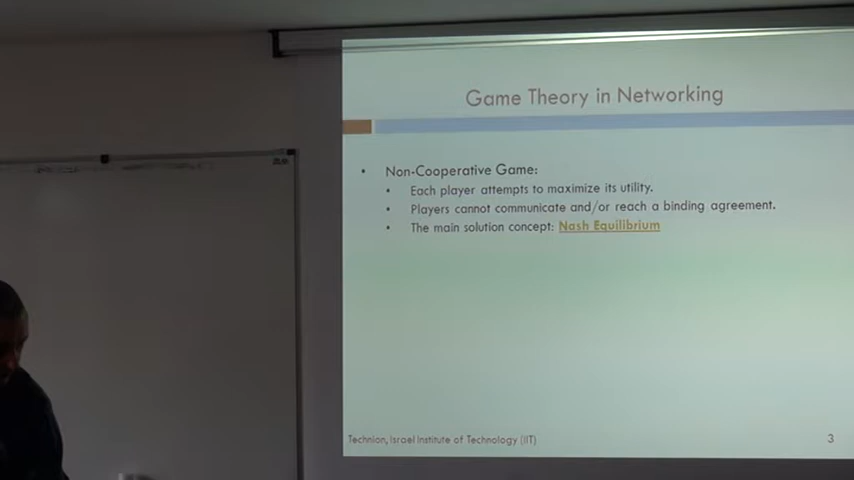 Game Theory in Networking
• Non-Cooperative Game:
• Each player attempts to maximize its utility.
• Players cannot communicate and/or reach a binding agreement.
• The main solution concept: Nash Equilibrium
Technion, Israel Institute of Technology (IIT)
3